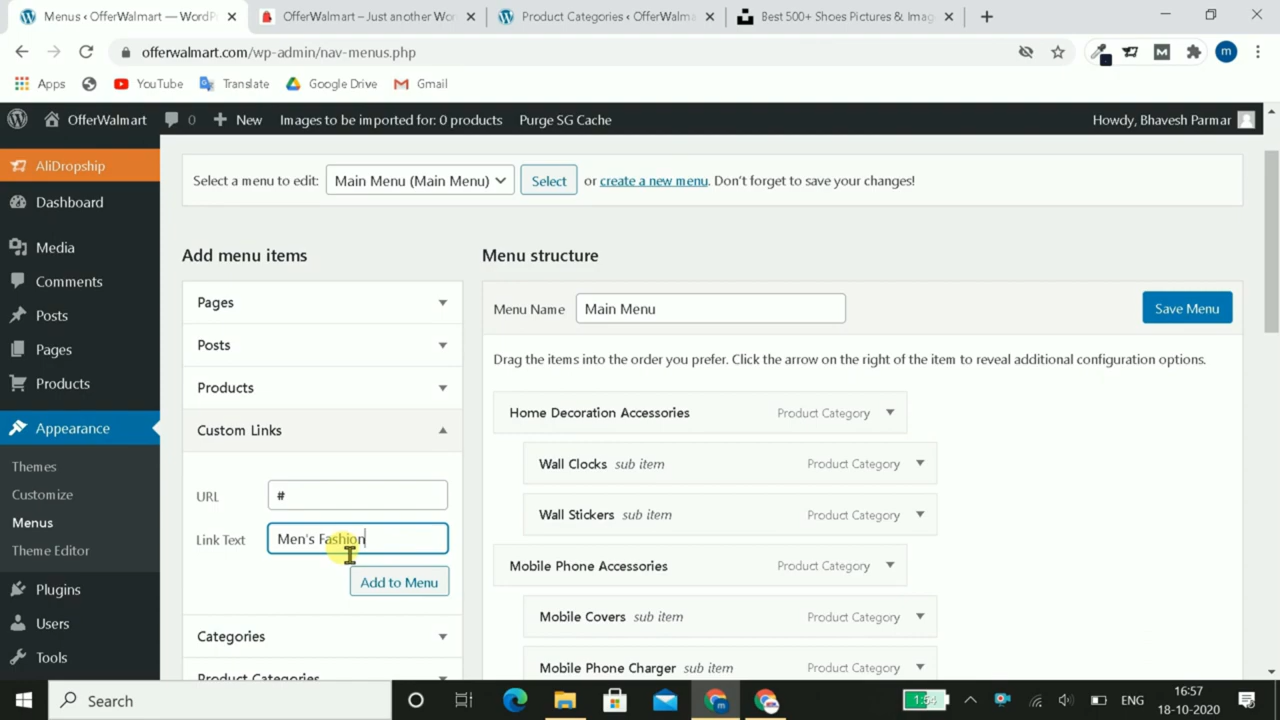 Menus ‹ OfferWalmart — WordPr
OfferWalmart – Just another Wor
Product Categories ‹ OfferWalma
Best 500+ Shoes Pictures & Imag
offerwalmart.com/wp-admin/nav-menus.php
m
Apps
YouTube
Translate
Google Drive
Gmail
OfferWalmart
0
New
Images to be imported for: 0 products
Purge SG Cache
Howdy, Bhavesh Parmar
AliDropship
Dashboard
Media
Comments
Posts
Pages
Products
Appearance
Themes
Customize
Menus
Theme Editor
Plugins
Users
Tools
Select a menu to edit: Main Menu (Main Menu) Select or create a new menu. Don’t forget to save your changes!
Add menu items
Pages
Posts
Products
Custom Links
URL #
Link Text Men's Fashion
Add to Menu
Categories
Product Categories
Menu structure
Menu Name Main Menu Save Menu
Drag the items into the order you prefer. Click the arrow on the right of the item to reveal additional configuration options.
Home Decoration Accessories Product Category
Wall Clocks sub item Product Category
Wall Stickers sub item Product Category
Mobile Phone Accessories Product Category
Mobile Covers sub item Product Category
Mobile Phone Charger sub item Product Category
Search
1:54
ENG
16:57
18-10-2020